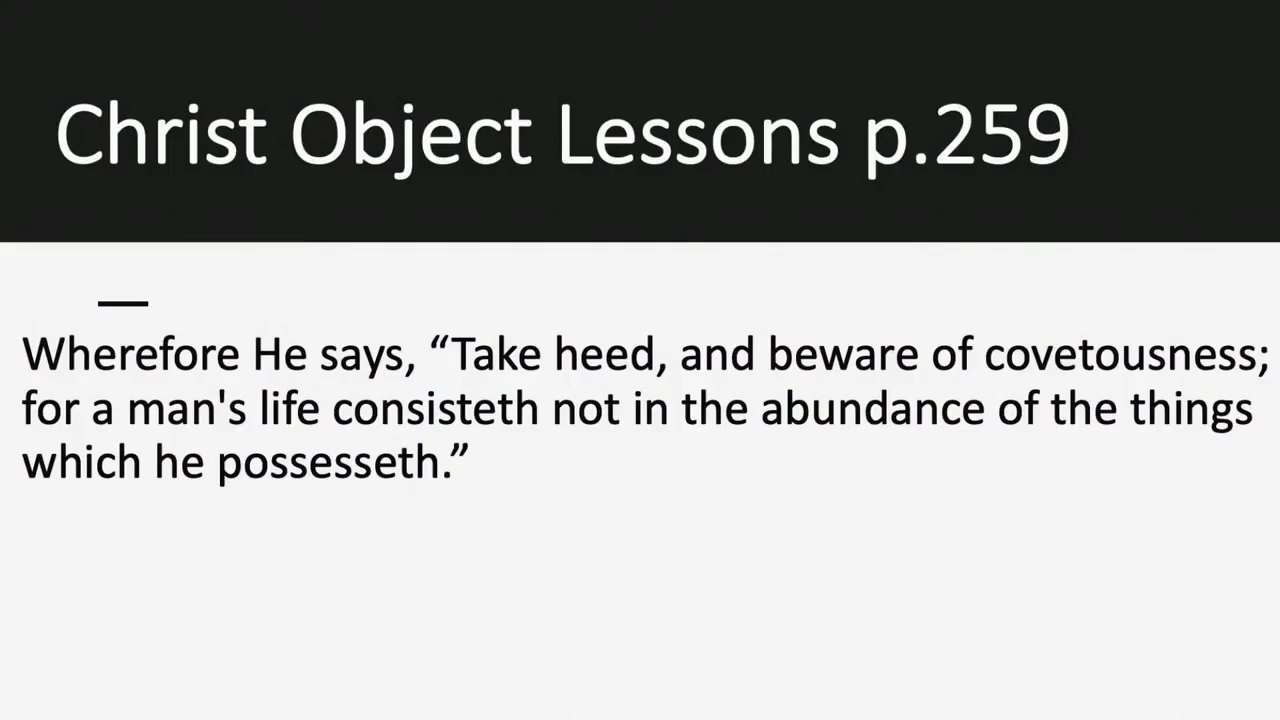 Christ Object Lessons p.259
Wherefore He says, “Take heed, and beware of covetousness;
for a man's life consisteth not in the abundance of the things
which he possesseth.”